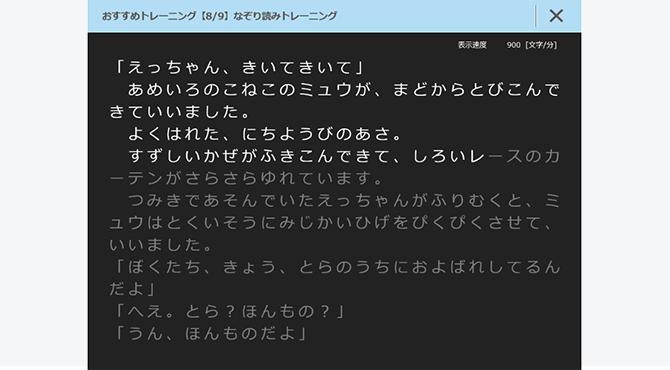 おすすめトレーニング【8/9】なぞり読みトレーニング
表示速度 900 [文字/分]
「えっちゃん、きいてきいて」
あめいろのこねこのミュウが、まどからとびこんで
きていいました。
よくはれた、にちようびのあさ。
すずしいかぜがふきこんできて、しろいレースのカ
ーテンがさらさらゆれています。
つみきであそんでいたえっちゃんがふりむくと、ミ
ュウはとくいそうにみじかいひげをぴくぴくさせて、
いいました。
「ぼくたち、きょう、とらのうちにおよばれしてるん
だよ」
「へえ。とら？ほんもの？」
「うん、ほんものだよ」